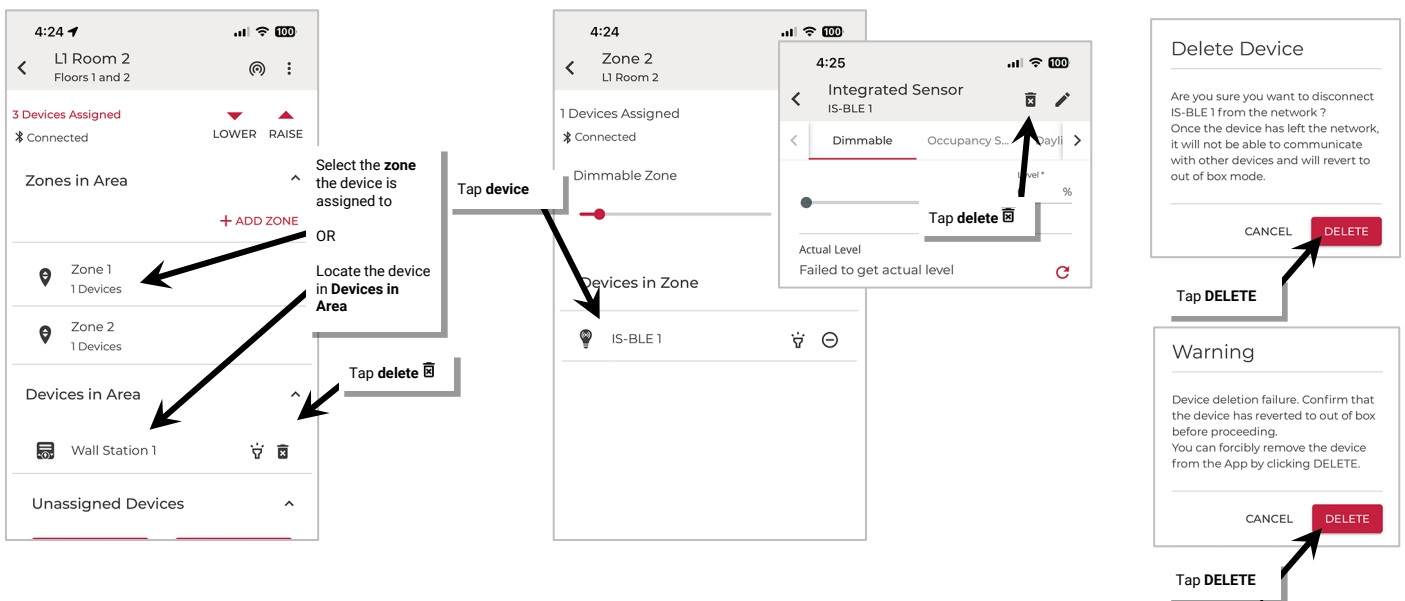 4:24
100
L1 Room 2
Floors 1 and 2
3 Devices Assigned
Connected
LOWER RAISE
Zones in Area
+ ADD ZONE
Zone 1
1 Devices
Zone 2
1 Devices
Devices in Area
Wall Station 1
Unassigned Devices
Select the zone
the device is
assigned to
OR
Locate the device
in Devices in
Area
Tap delete
Tap device
4:24
100
Zone 2
L1 Room 2
1 Devices Assigned
Connected
Dimmable Zone
Devices in Zone
IS-BLE 1
4:25
100
Integrated Sensor
IS-BLE 1
Dimmable
Occupancy S...
Dayli
Level *
%
Tap delete
Actual Level
Failed to get actual level
Delete Device
Are you sure you want to disconnect
IS-BLE 1 from the network ?
Once the device has left the network,
it will not be able to communicate
with other devices and will revert to
out of box mode.
CANCEL DELETE
Tap DELETE
Warning
Device deletion failure. Confirm that
the device has reverted to out of box
before proceeding.
You can forcibly remove the device
from the App by clicking DELETE.
CANCEL DELETE
Tap DELETE